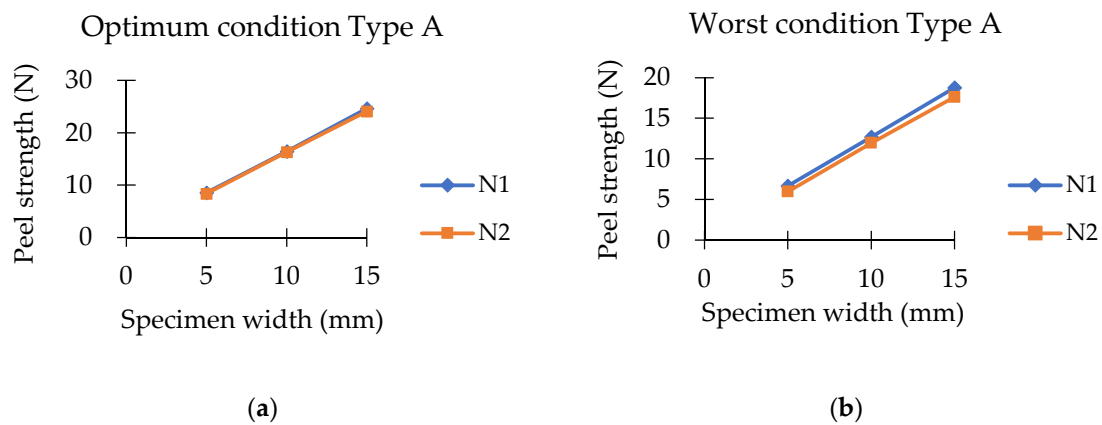 Optimum condition Type A
Peel strength (N)
30
20
10
0
0 5 10 15
Specimen width (mm)
N1
N2
(a)
Worst condition Type A
Peel strength (N)
20
15
10
5
0
0 5 10 15
Specimen width (mm)
N1
N2
(b)